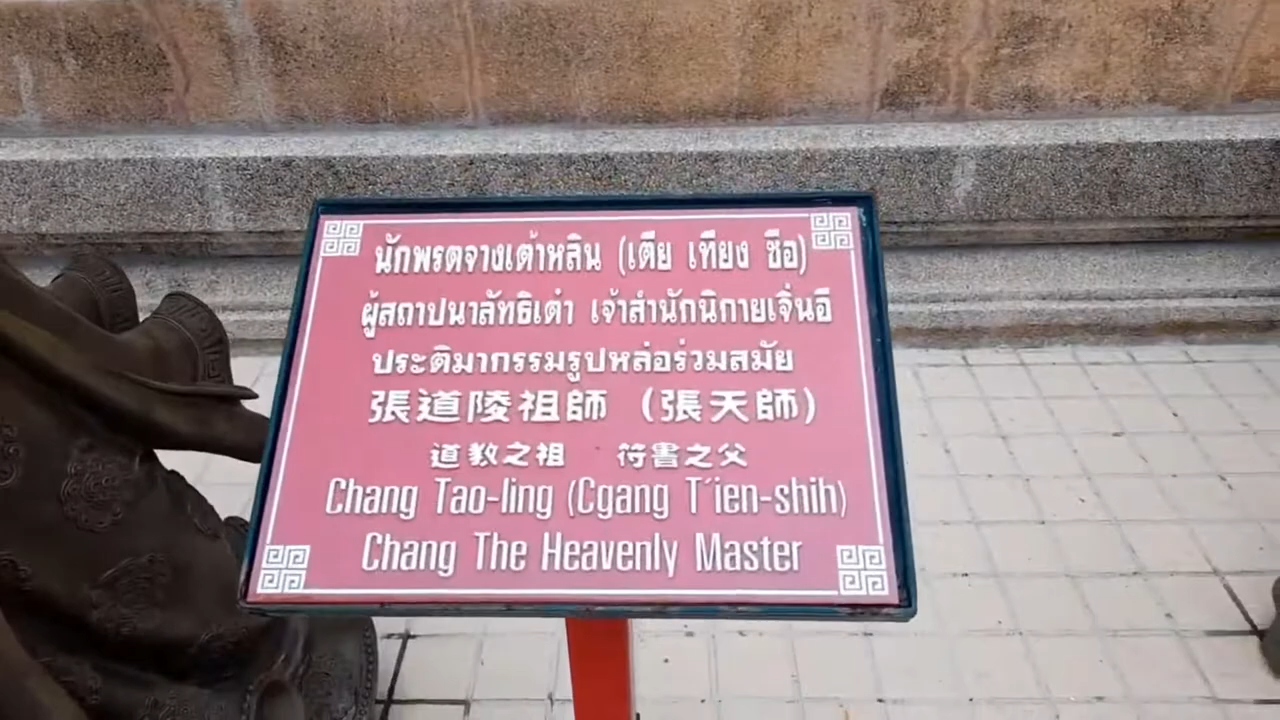 นักพรตจางเต้าหลิน (เตีย เทียง ซือ)
ผู้สถาปนาลัทธิเต๋า เจ้าสำนักนิกายเจิ่นอี
ประติมากรรมรูปหล่อร่วมสมัย
張道陵祖師 (張天師)
道教之祖 符書之父
Chang Tao-ling (Cgang T´ien-shih)
Chang The Heavenly Master